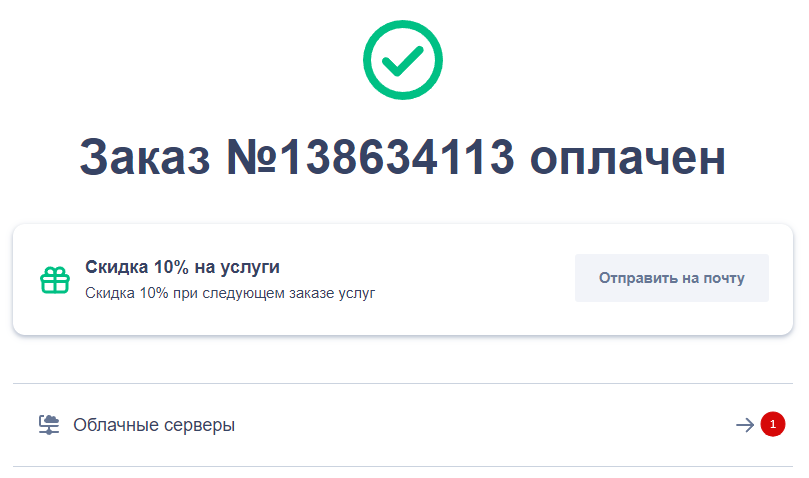 Заказ №138634113 оплачен
Скидка 10% на услуги
Скидка 10% при следующем заказе услуг
Отправить на почту
Облачные серверы
1